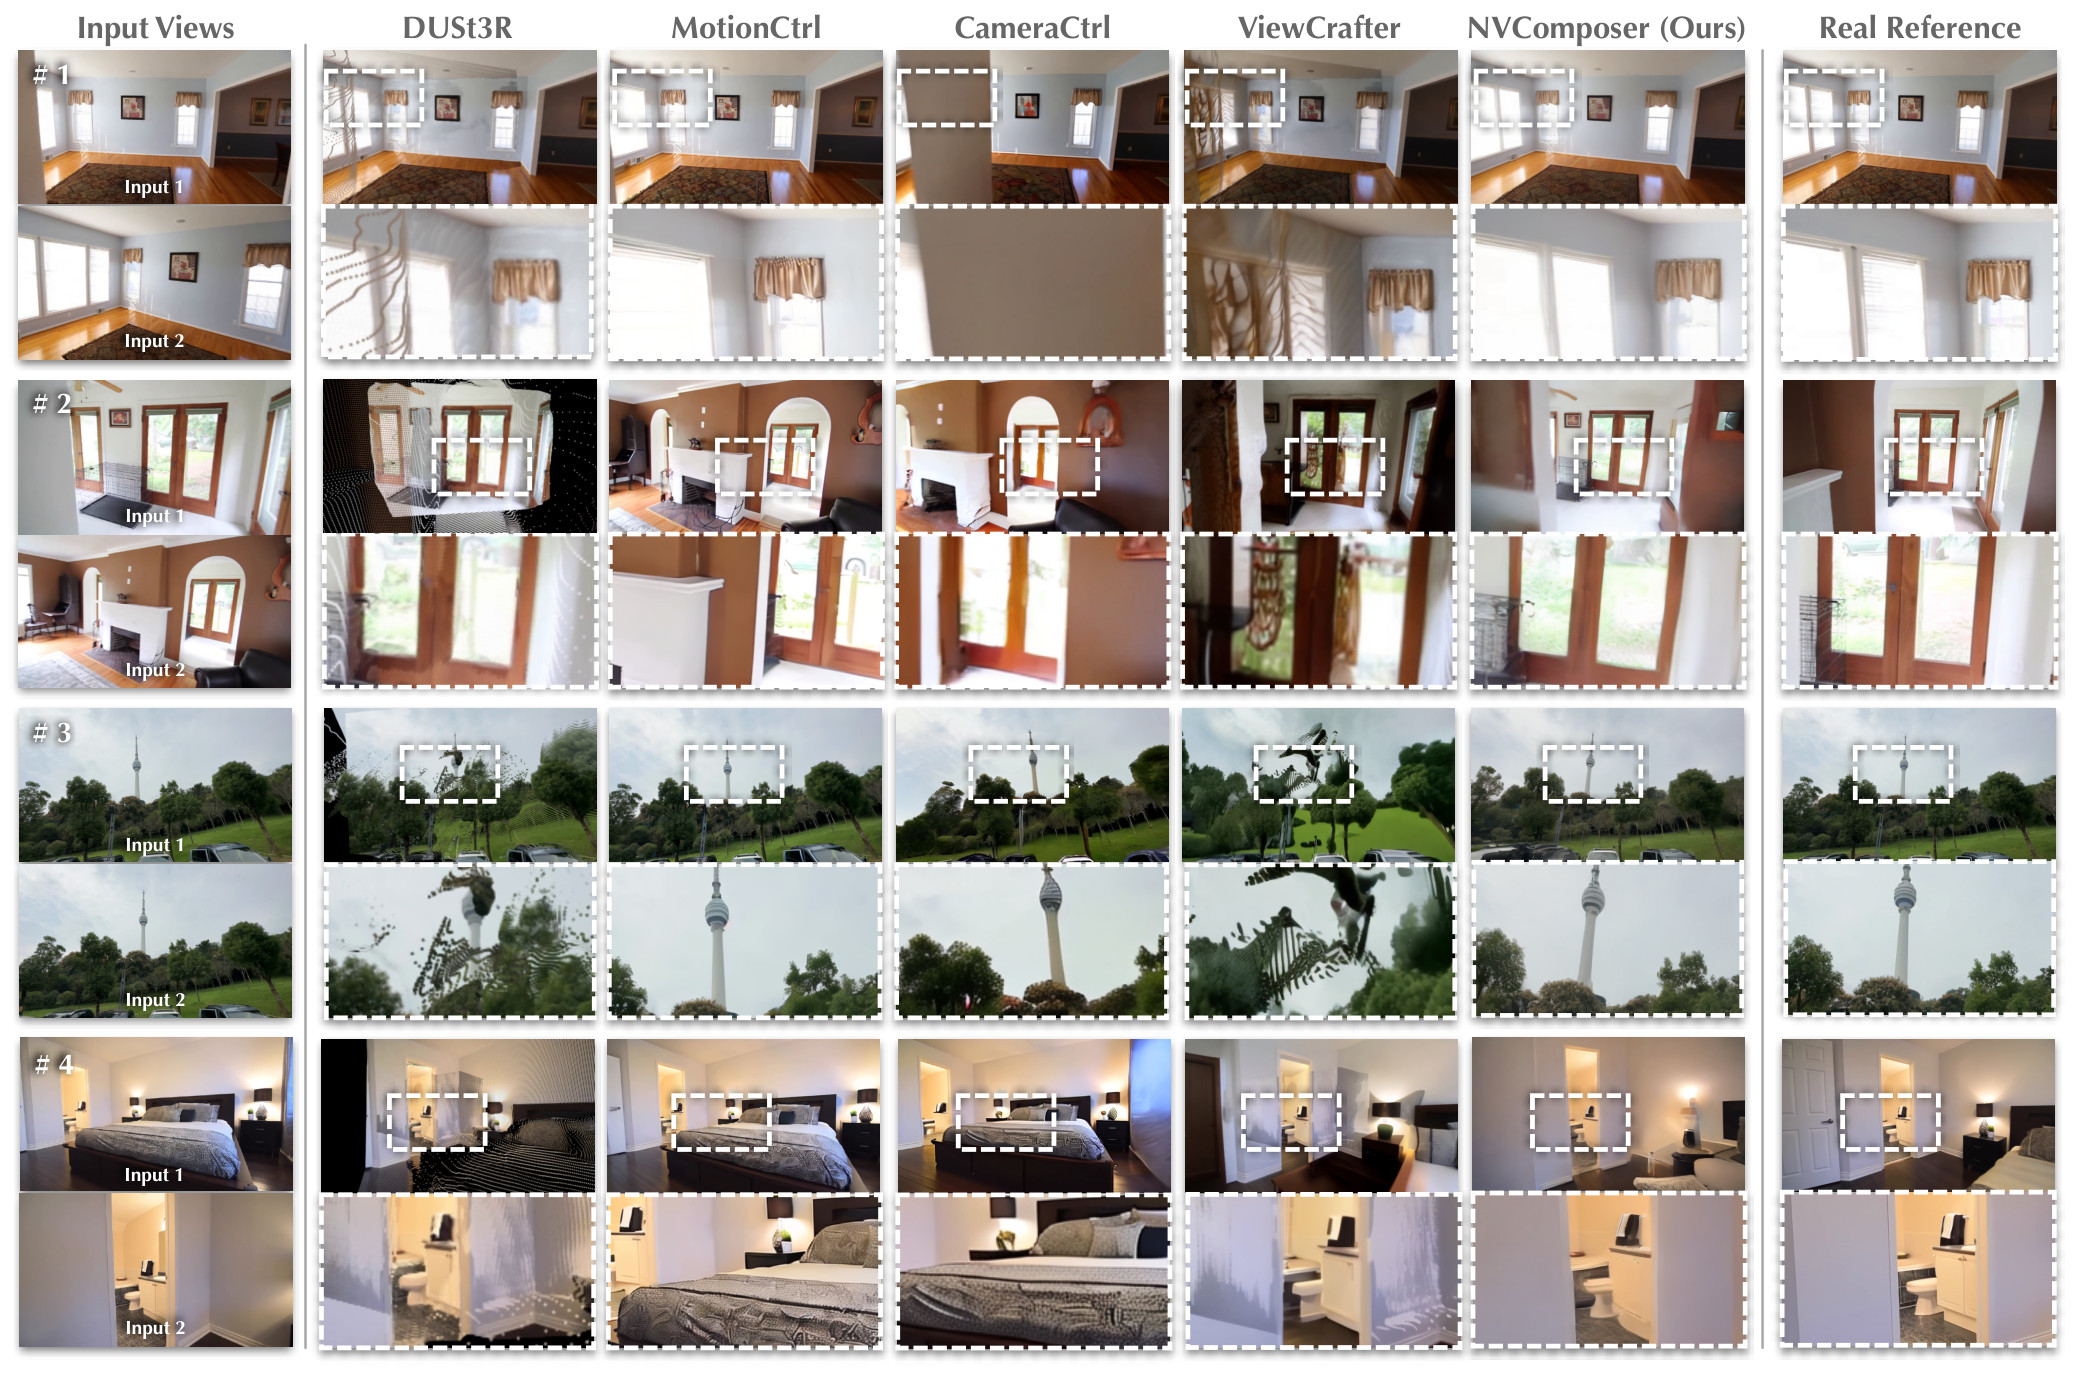 Input Views DUSt3R MotionCtrl CameraCtrl ViewCrafter NVComposer (Ours) Real Reference
# 1
Input 1
Input 2
# 2
Input 1
Input 2
# 3
Input 1
Input 2
# 4
Input 1
Input 2